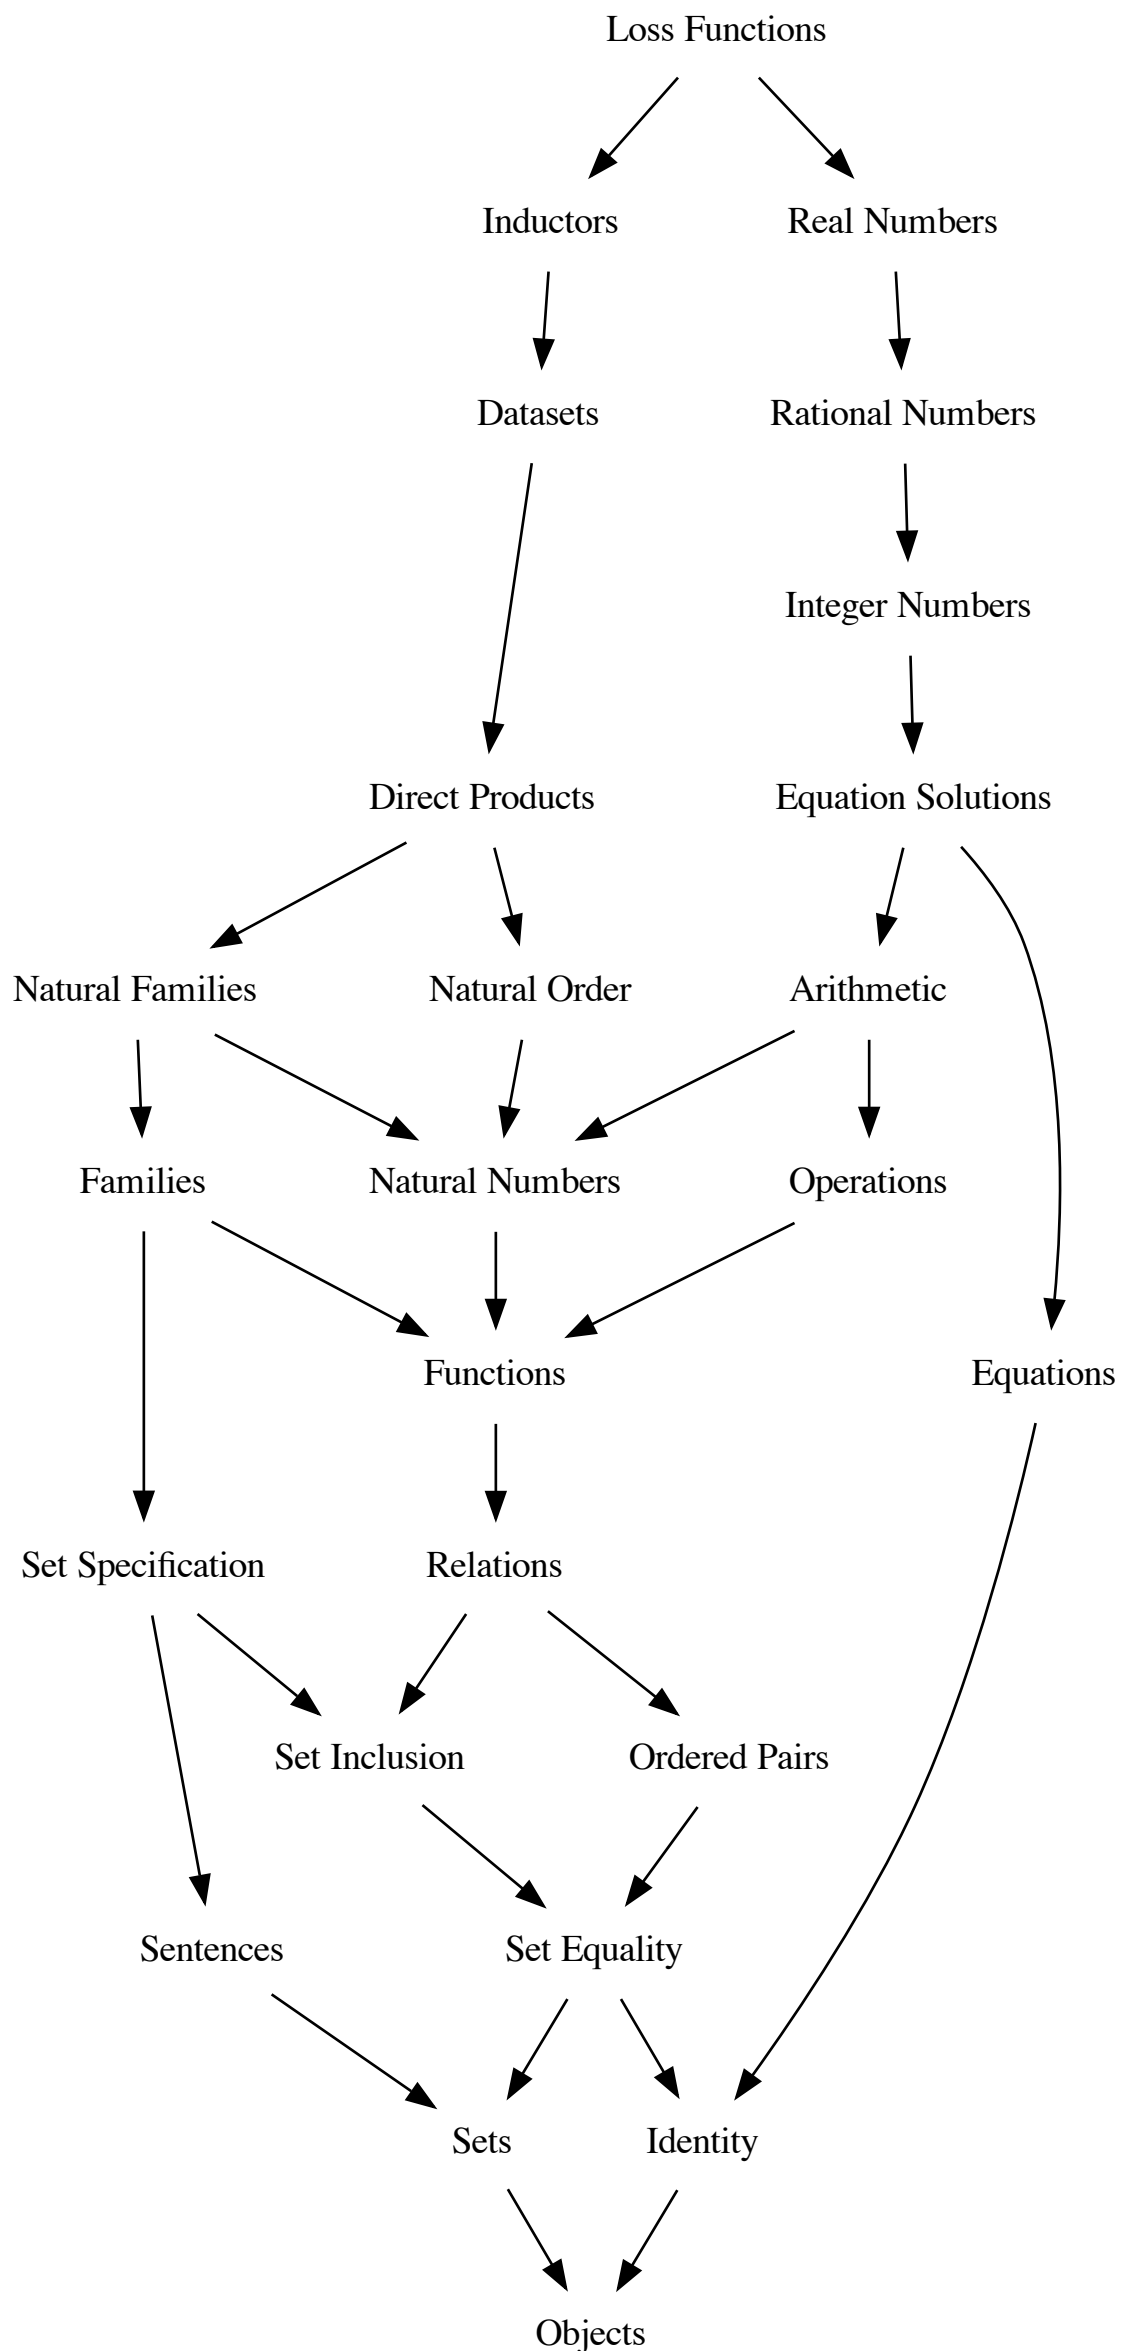 Loss Functions
Inductors
Real Numbers
Datasets
Rational Numbers
Integer Numbers
Direct Products
Equation Solutions
Natural Families
Natural Order
Arithmetic
Families
Natural Numbers
Operations
Functions
Equations
Set Specification
Relations
Set Inclusion
Ordered Pairs
Sentences
Set Equality
Sets
Identity
Objects